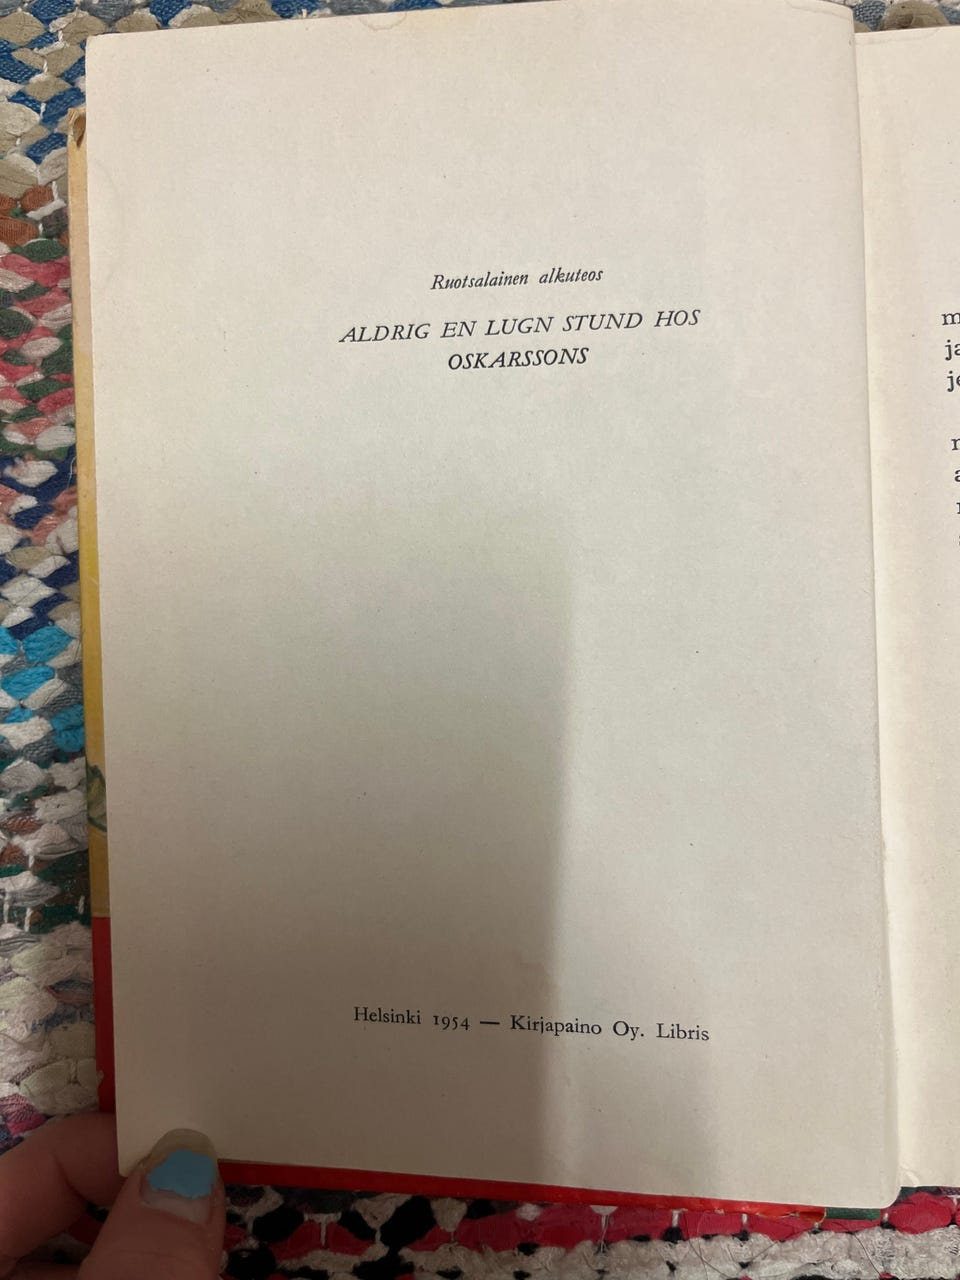 Ruotsalainen alkuteos
ALDRIG EN LUGN STUND HOS
OSKARSSONS
Helsinki 1954 — Kirjapaino Oy. Libris